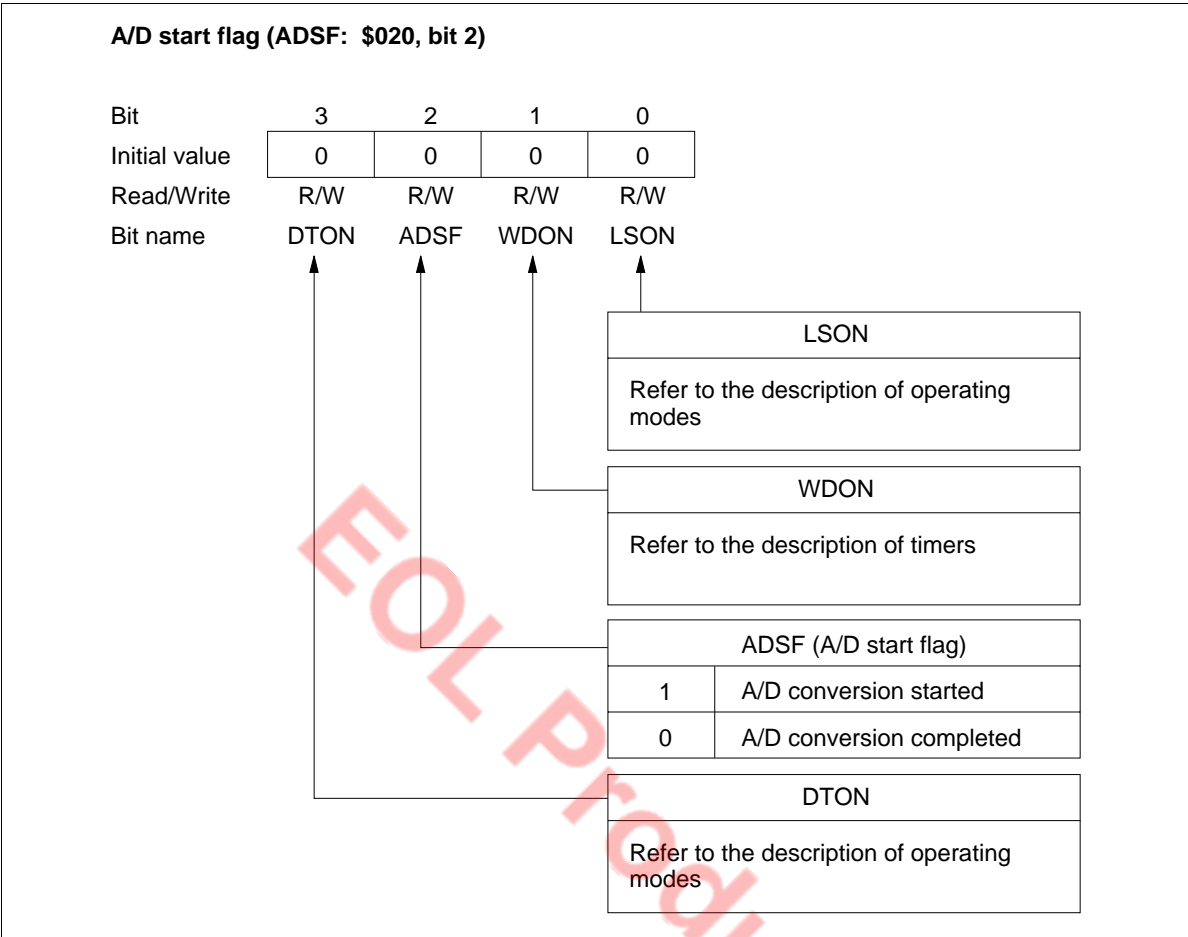 A/D start flag (ADSF: $020, bit 2)
Bit 3 2 1 0
Initial value 0 0 0 0
Read/Write R/W R/W R/W R/W
Bit name DTON ADSF WDON LSON
LSON
Refer to the description of operating
modes
WDON
Refer to the description of timers
ADSF (A/D start flag)
1 A/D conversion started
0 A/D conversion completed
DTON
Refer to the description of operating
modes
EOL Produ